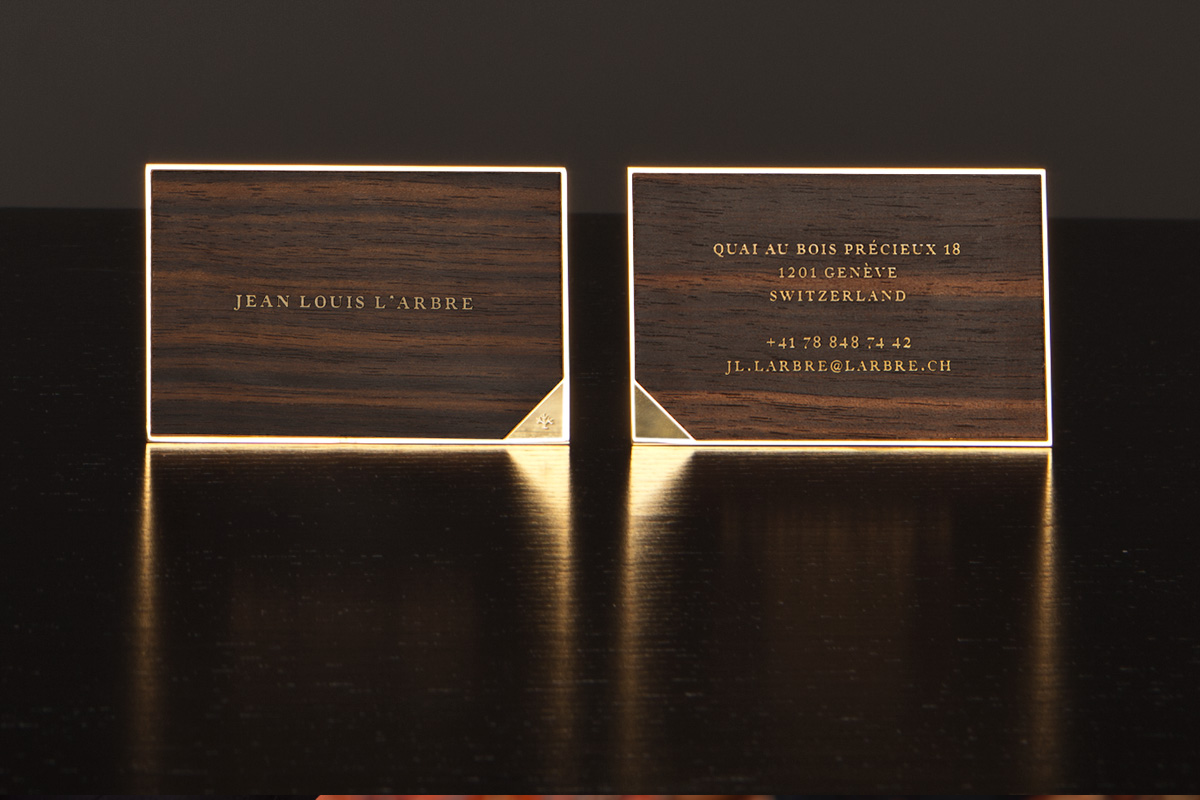 JEAN LOUIS L'ARBRE
QUAI AU BOIS PRÉCIEUX 18
1201 GENÈVE
SWITZERLAND
+41 78 848 74 42
JL.LARBRE@LARBRE.CH